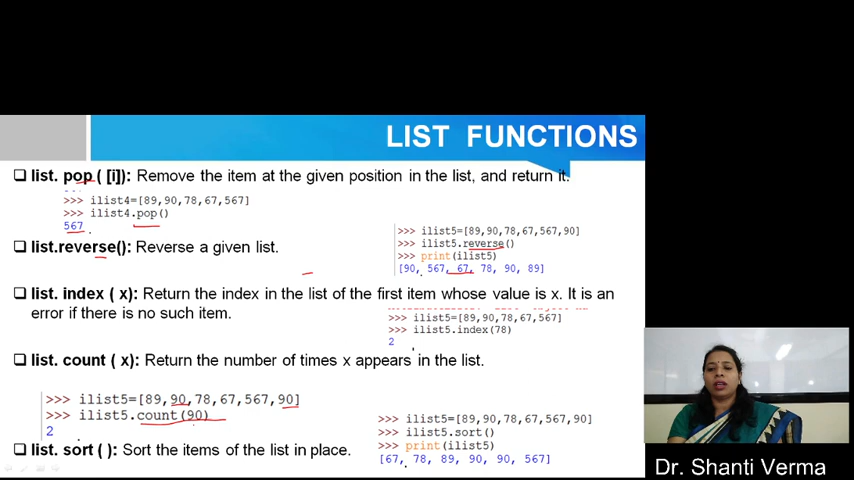 LIST FUNCTIONS
list. pop ( [i]): Remove the item at the given position in the list, and return it.
>>> ilist4=[89,90,78,67,567]
>>> ilist4.pop()
567
list.reverse(): Reverse a given list.
>>> ilist5=[89,90,78,67,567,90]
>>> ilist5.reverse()
>>> print(ilist5)
[90, 567, 67, 78, 90, 89]
list. index ( x): Return the index in the list of the first item whose value is x. It is an
error if there is no such item.
>>> ilist5=[89,90,78,67,567]
>>> ilist5.index(78)
2
list. count ( x): Return the number of times x appears in the list.
>>> ilist5=[89,90,78,67,567,90]
>>> ilist5.count(90)
2
>>> ilist5=[89,90,78,67,567,90]
>>> ilist5.sort()
>>> print(ilist5)
[67, 78, 89, 90, 90, 567]
list. sort ( ): Sort the items of the list in place.
Dr. Shanti Verma